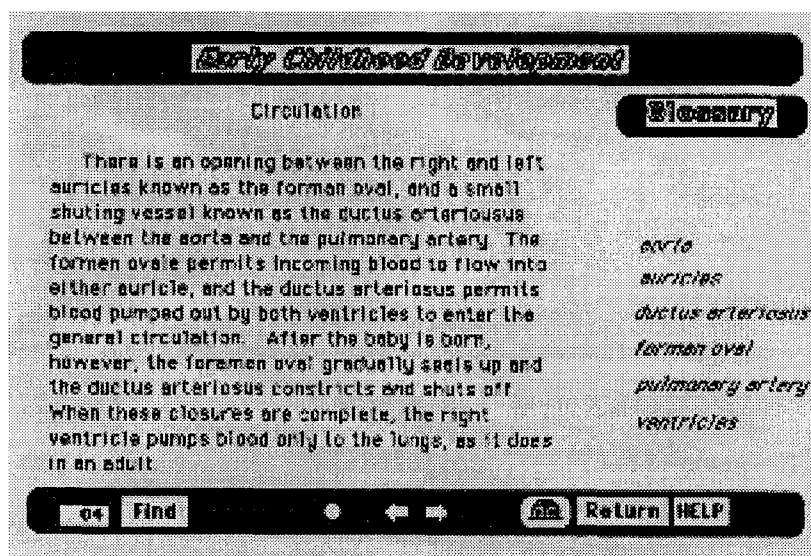 Early Childhood Development
Circulation
Glossary
There is an opening between the right and left
auricles known as the forman oval, and a small
shuting vessel known as the ductus arteriousus
between the aorta and the pulmonary artery. The
formen ovale permits incoming blood to flow into
either auricle, and the ductus arteriosus permits
blood pumped out by both ventricles to enter the
general circulation. After the baby is born,
however, the foramen oval gradually seals up and
the ductus arteriosus constricts and shuts off
When these closures are complete, the right
ventricle pumps blood only to the lungs, as it does
in an adult.
aorta
auricles
ductus arteriosus
forman oval
pulmonary artery
ventricles
04 Find Return HELP